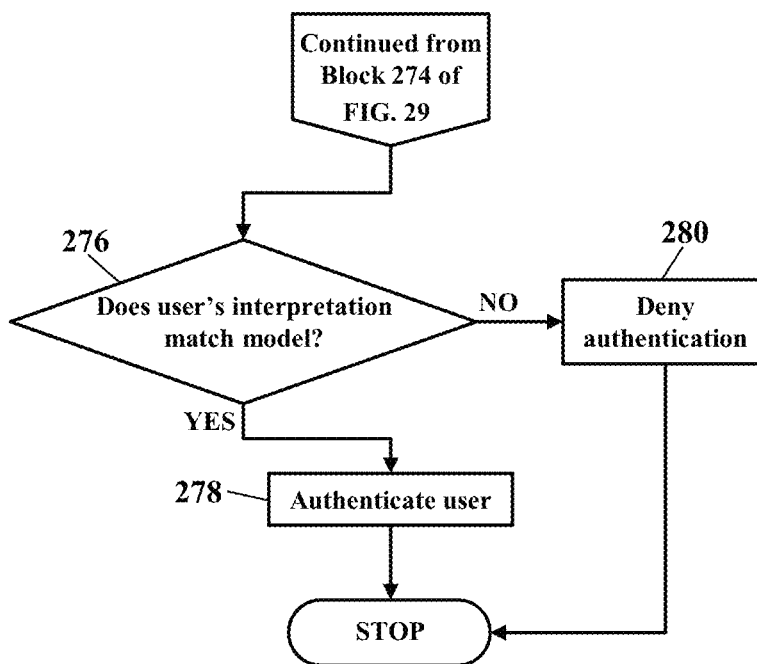 Continued from
Block 274 of
FIG. 29
276
Does user's interpretation
match model?
NO
280
Deny
authentication
YES
278
Authenticate user
STOP